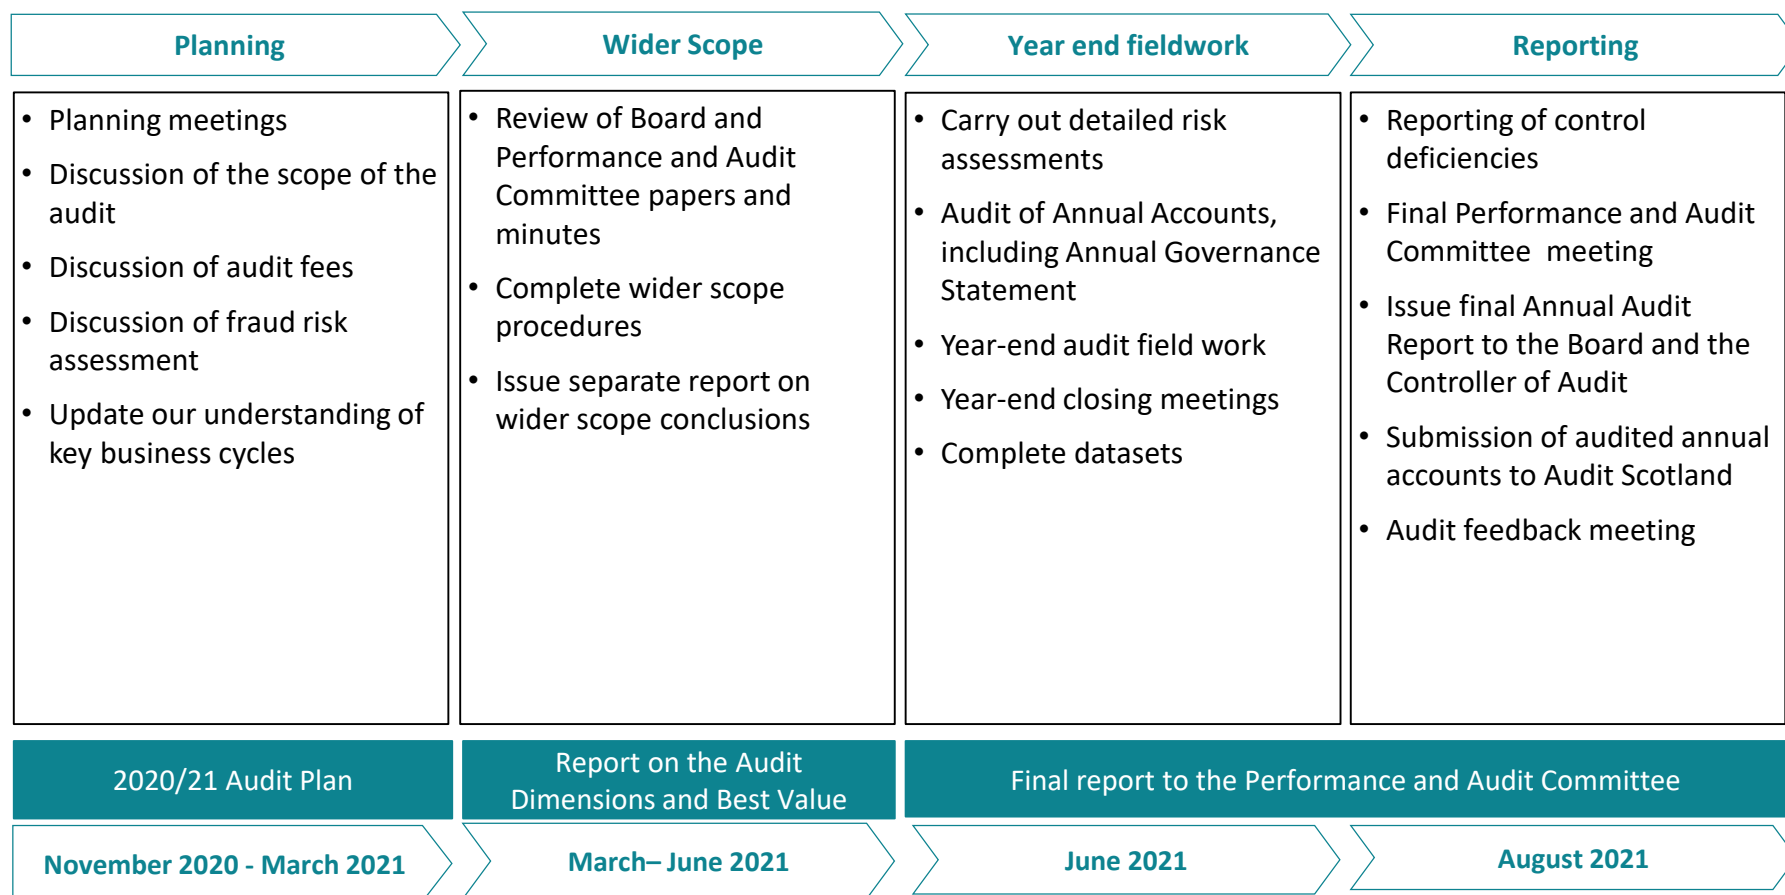 Planning
Wider Scope
Year end fieldwork
Reporting
• Planning meetings
• Discussion of the scope of the
audit
• Discussion of audit fees
• Discussion of fraud risk
assessment
• Update our understanding of
key business cycles
• Review of Board and
Performance and Audit
Committee papers and
minutes
• Complete wider scope
procedures
• Issue separate report on
wider scope conclusions
• Carry out detailed risk
assessments
• Audit of Annual Accounts,
including Annual Governance
Statement
• Year-end audit field work
• Year-end closing meetings
• Complete datasets
• Reporting of control
deficiencies
• Final Performance and Audit
Committee  meeting
• Issue final Annual Audit
Report to the Board and the
Controller of Audit
• Submission of audited annual
accounts to Audit Scotland
• Audit feedback meeting
2020/21 Audit Plan
Report on the Audit
Dimensions and Best Value
Final report to the Performance and Audit Committee
November 2020 - March 2021
March– June 2021
June 2021
August 2021